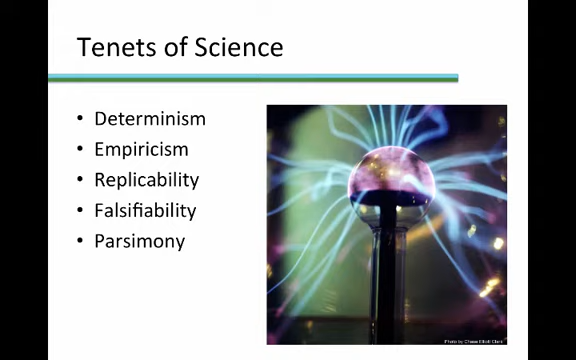 Tenets of Science
• Determinism
• Empiricism
• Replicability
• Falsifiability
• Parsimony
Photo by Chase Elliott Clark